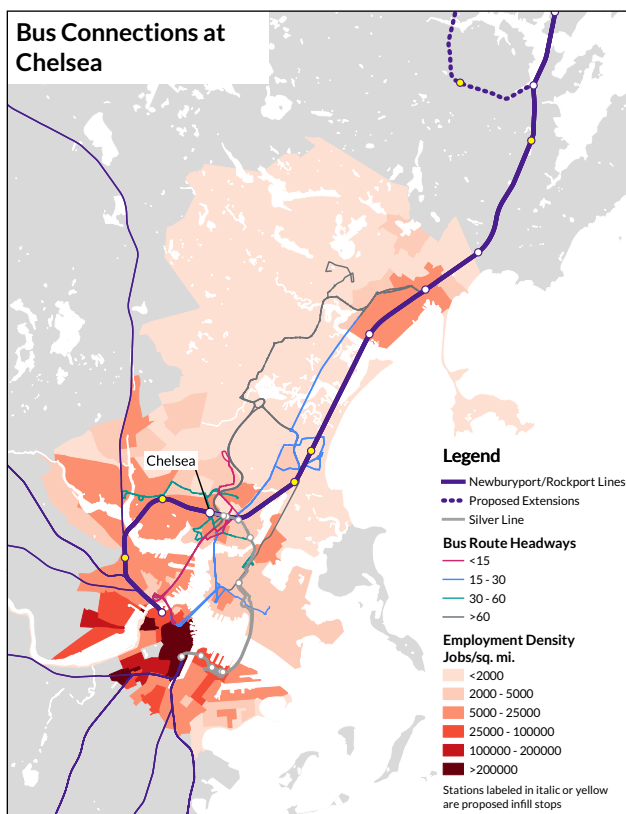 Bus Connections at
Chelsea
Chelsea
Legend
Newburyport/Rockport Lines
Proposed Extensions
Silver Line
Bus Route Headways
<15
15 - 30
30 - 60
>60
Employment Density
Jobs/sq. mi.
<2000
2000 - 5000
5000 - 25000
25000 - 100000
100000 - 200000
>200000
Stations labeled in italic or yellow
are proposed infill stops